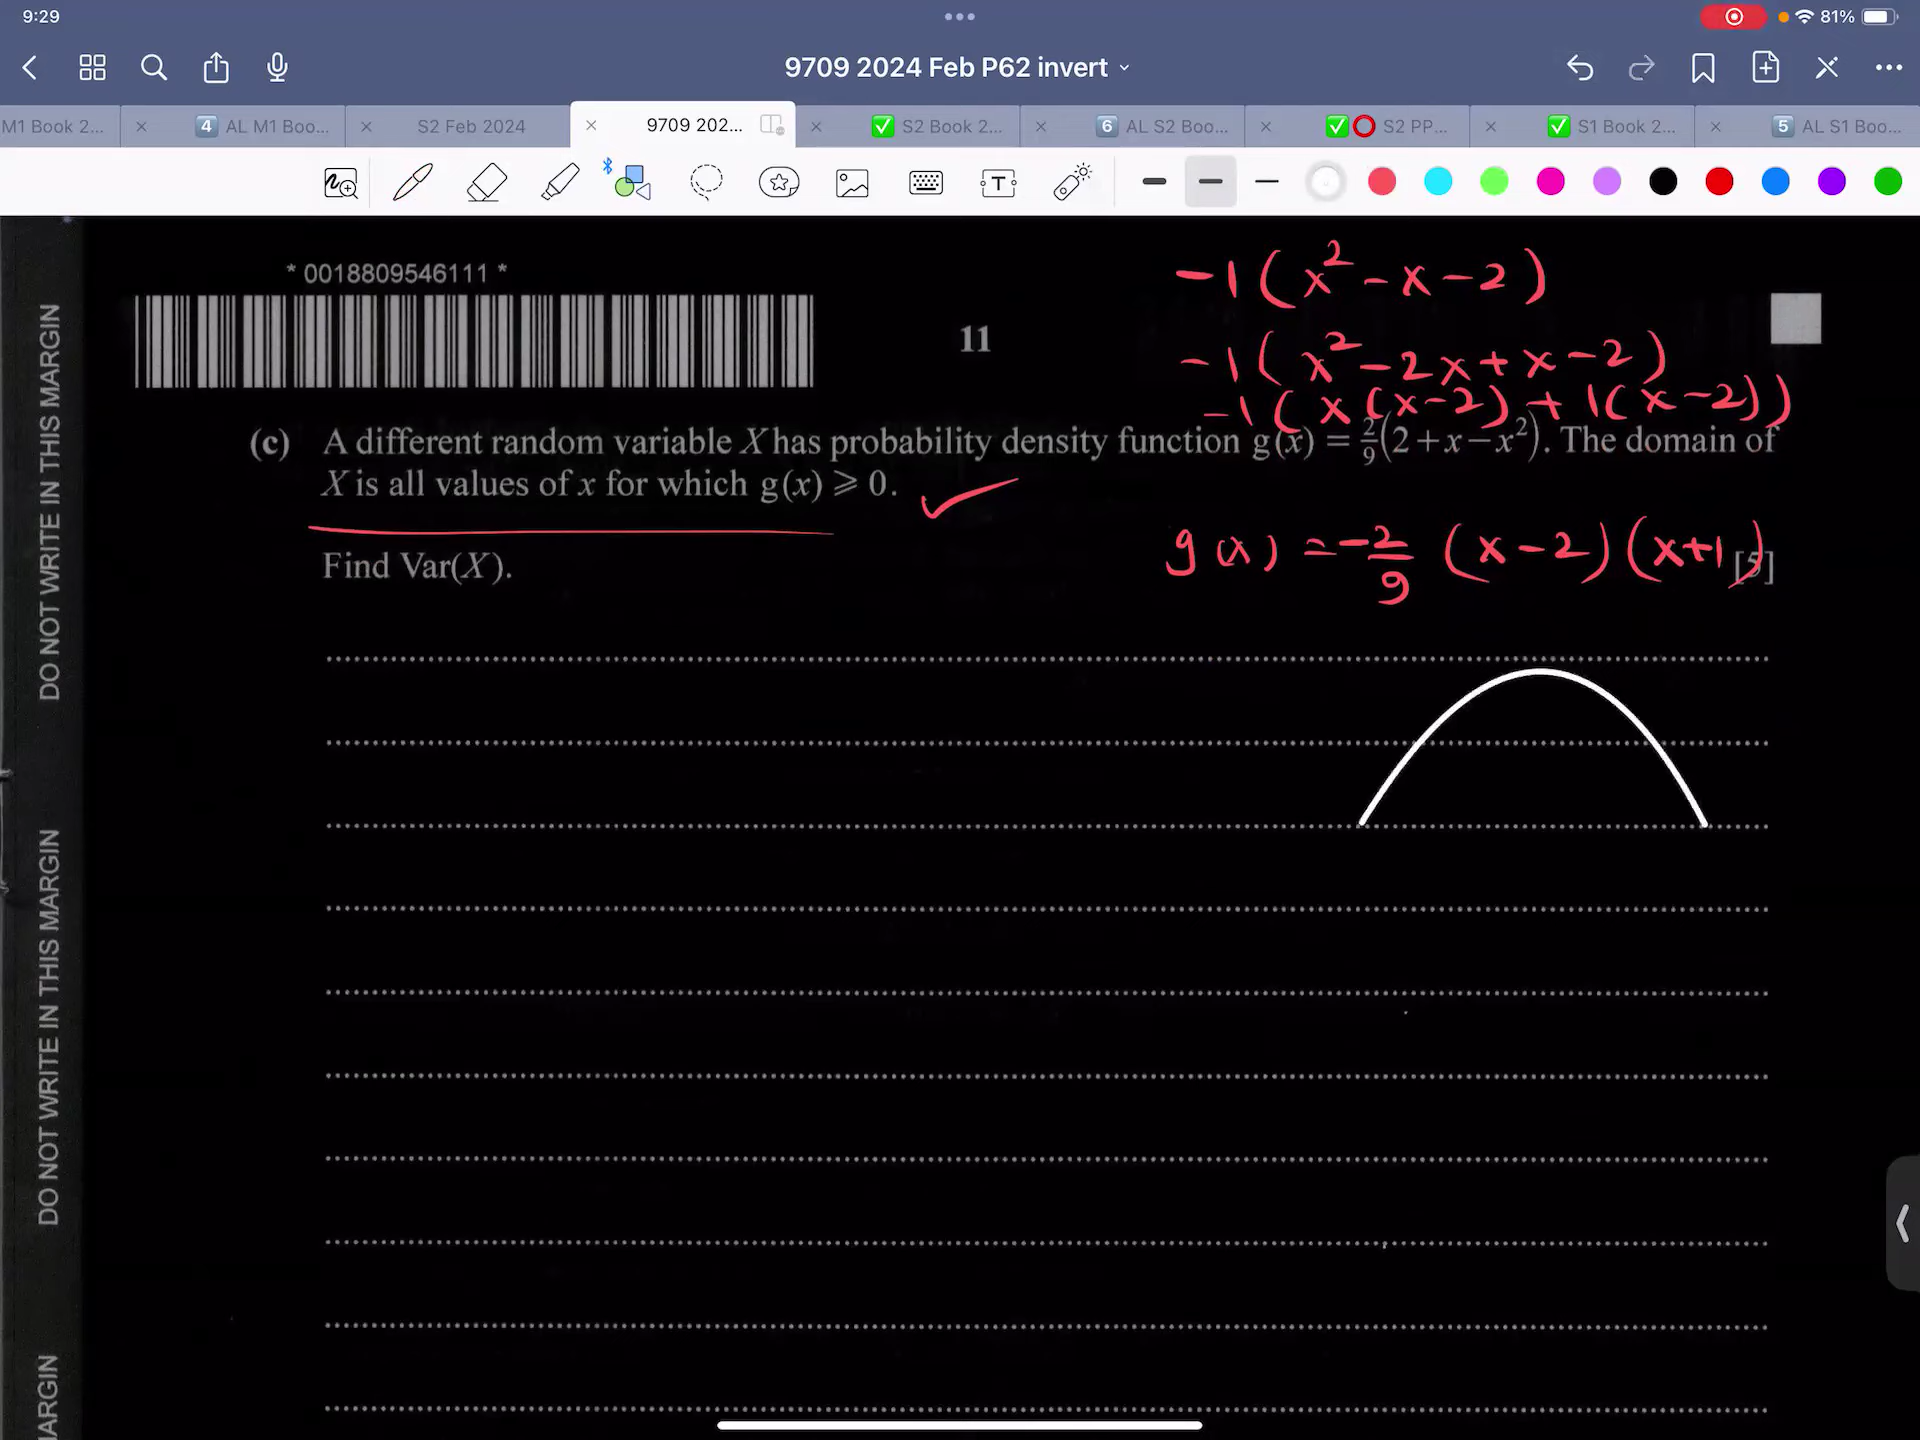 9:29
81%
9709 2024 Feb P62 invert
M1 Book 2...
4 AL M1 Boo...
S2 Feb 2024
9709 202...
S2 Book 2...
6 AL S2 Boo...
S2 PP...
S1 Book 2...
5 AL S1 Boo...
* 0018809546111 *
11
-1(x² - x - 2)
-1(x² - 2x + x - 2)
-1(x(x-2) + 1(x-2))
(c) A different random variable X has probability density function g(x) = 2/9(2 + x − x²). The domain of
X is all values of x for which g(x) ⩾ 0.
g(x) = -2/9 (x-2)(x+1)
Find Var(X). [5]
DO NOT WRITE IN THIS MARGIN
DO NOT WRITE IN THIS MARGIN
MARGIN